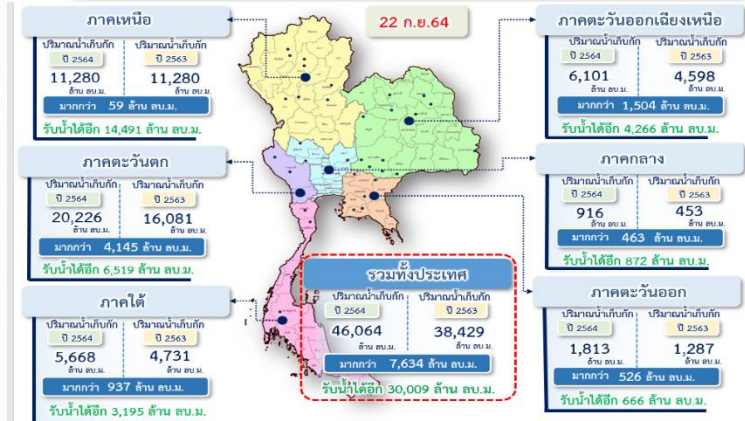 22 ก.ย.64
ภาคเหนือ
ปริมาณน้ำเก็บกัก ปริมาณน้ำเก็บกัก
ปี 2564 ปี 2563
11,280 11,280
ล้าน ลบ.ม. ล้าน ลบ.ม.
มากกว่า 59 ล้าน ลบ.ม.
รับน้ำได้อีก 14,491 ล้าน ลบ.ม.
ภาคตะวันออกเฉียงเหนือ
ปริมาณน้ำเก็บกัก ปริมาณน้ำเก็บกัก
ปี 2564 ปี 2563
6,101 4,598
ล้าน ลบ.ม. ล้าน ลบ.ม.
มากกว่า 1,504 ล้าน ลบ.ม.
รับน้ำได้อีก 4,266 ล้าน ลบ.ม.
ภาคตะวันตก
ปริมาณน้ำเก็บกัก ปริมาณน้ำเก็บกัก
ปี 2564 ปี 2563
20,226 16,081
ล้าน ลบ.ม. ล้าน ลบ.ม.
มากกว่า 4,145 ล้าน ลบ.ม.
รับน้ำได้อีก 6,519 ล้าน ลบ.ม.
ภาคกลาง
ปริมาณน้ำเก็บกัก ปริมาณน้ำเก็บกัก
ปี 2564 ปี 2563
916 453
ล้าน ลบ.ม. ล้าน ลบ.ม.
มากกว่า 463 ล้าน ลบ.ม.
รับน้ำได้อีก 872 ล้าน ลบ.ม.
ภาคใต้
ปริมาณน้ำเก็บกัก ปริมาณน้ำเก็บกัก
ปี 2564 ปี 2563
5,668 4,731
ล้าน ลบ.ม. ล้าน ลบ.ม.
มากกว่า 937 ล้าน ลบ.ม.
รับน้ำได้อีก 3,195 ล้าน ลบ.ม.
รวมทั้งประเทศ
ปริมาณน้ำเก็บกัก ปริมาณน้ำเก็บกัก
ปี 2564 ปี 2563
46,064 38,429
ล้าน ลบ.ม. ล้าน ลบ.ม.
มากกว่า 7,634 ล้าน ลบ.ม.
รับน้ำได้อีก 30,009 ล้าน ลบ.ม.
ภาคตะวันออก
ปริมาณน้ำเก็บกัก ปริมาณน้ำเก็บกัก
ปี 2564 ปี 2563
1,813 1,287
ล้าน ลบ.ม. ล้าน ลบ.ม.
มากกว่า 526 ล้าน ลบ.ม.
รับน้ำได้อีก 666 ล้าน ลบ.ม.